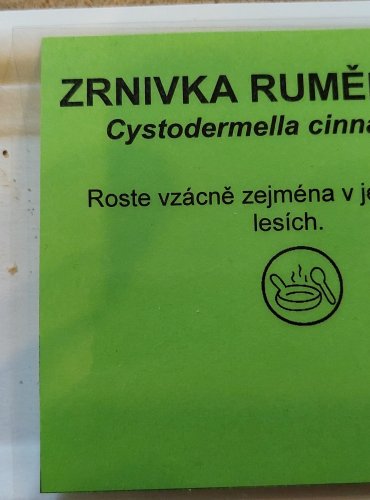 ZRNIVKA RUMĚ
Cystodermella cinna
Roste vzácně zejména v je
lesích.